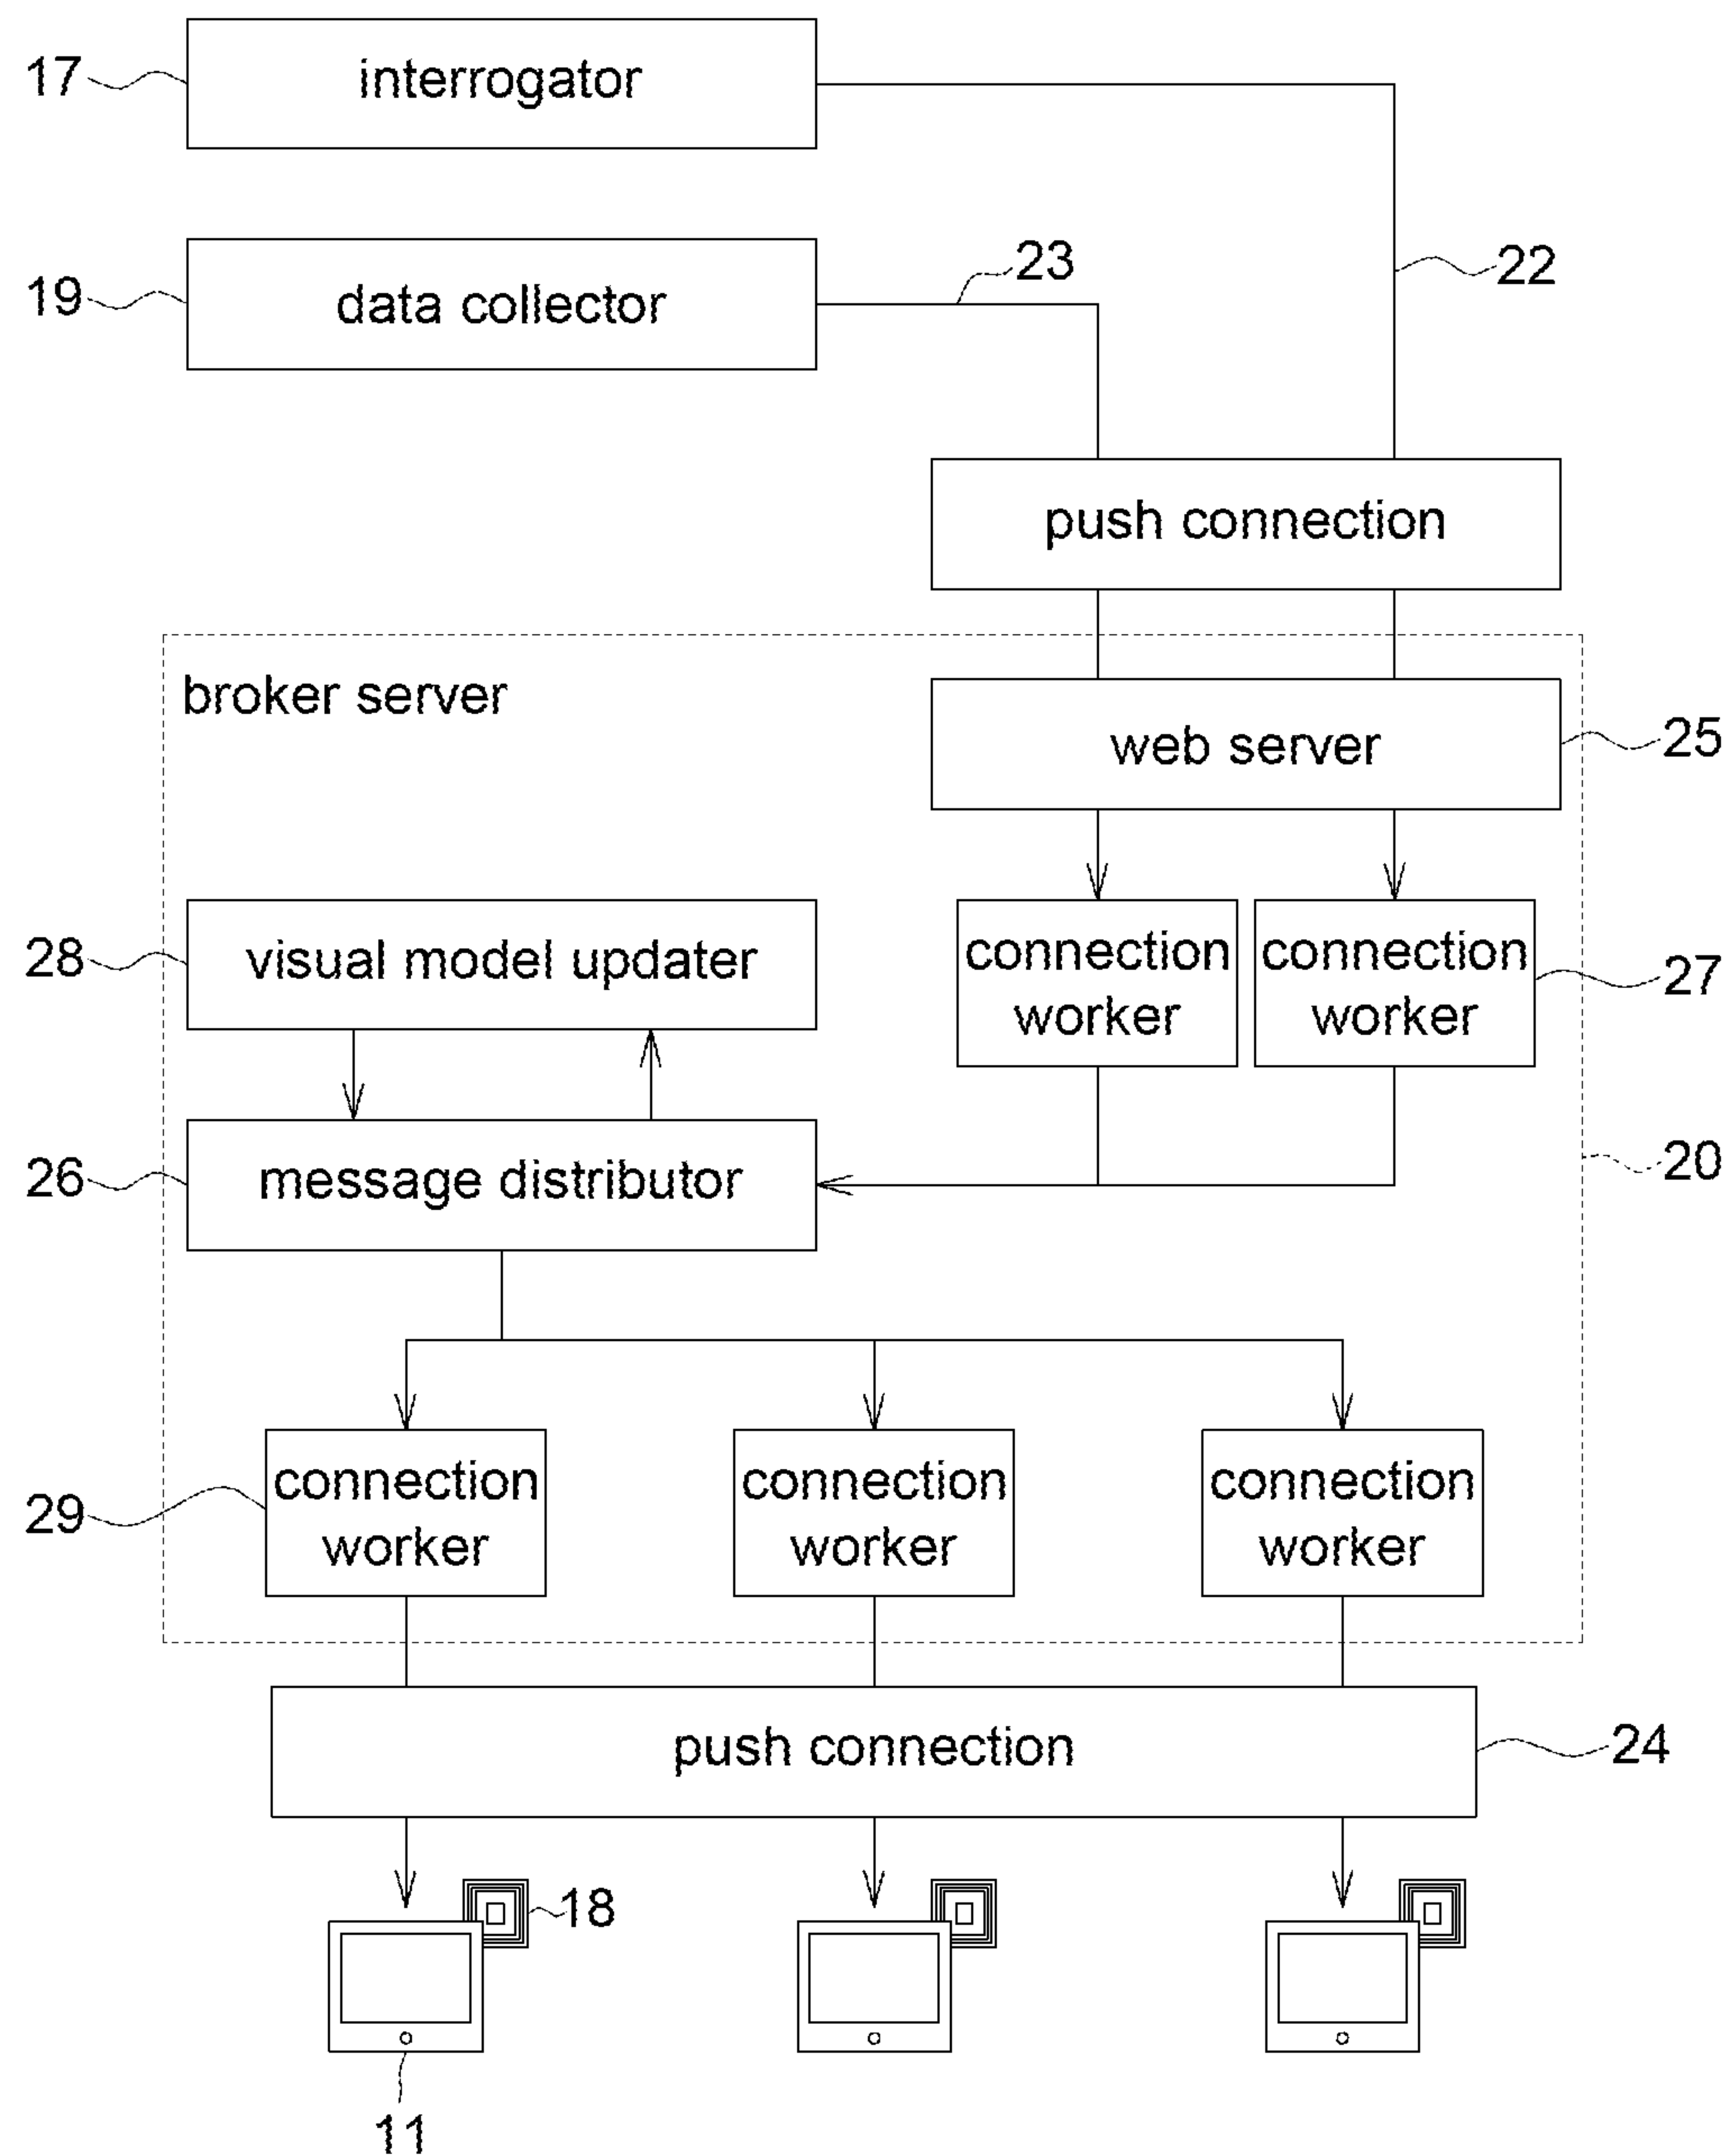 17
interrogator
22
23
19
data collector
push connection
broker server
web server
25
28
visual model updater
connection
worker
connection
worker
27
26
message distributor
20
29
connection
worker
connection
worker
connection
worker
push connection
24
18
11